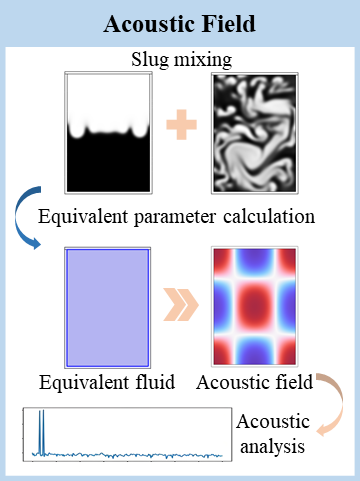 Acoustic Field
Slug mixing
Equivalent parameter calculation
Equivalent fluid
Acoustic field
Acoustic
analysis